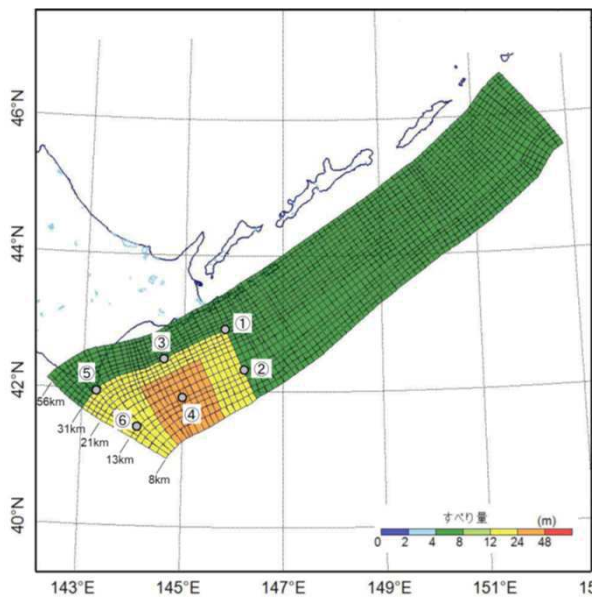 46°N
44°N
42°N
40°N
①
③
②
⑤
④
⑥
56km
31km
21km
13km
8km
すべり量 (m)
0 2 4 8 12 24 48
143°E 145°E 147°E 149°E 151°E 15